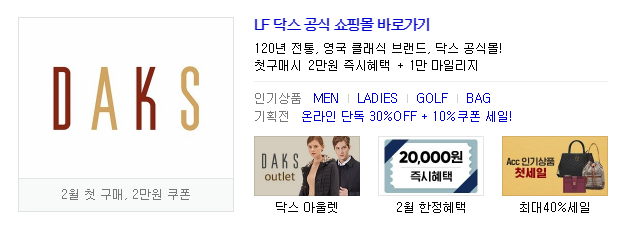 DAKS
2월 첫 구매, 2만원 쿠폰
LF 닥스 공식 쇼핑몰 바로가기
120년 전통, 영국 클래식 브랜드, 닥스 공식몰!
첫구매시 2만원 즉시혜택 + 1만 마일리지
인기상품 MEN LADIES GOLF BAG
기획전 온라인 단독 30%OFF + 10%쿠폰 세일!
DAKS
outlet
닥스 아울렛
20,000원
즉시혜택
2월 한정혜택
Acc 인기상품
첫세일
최대40%세일